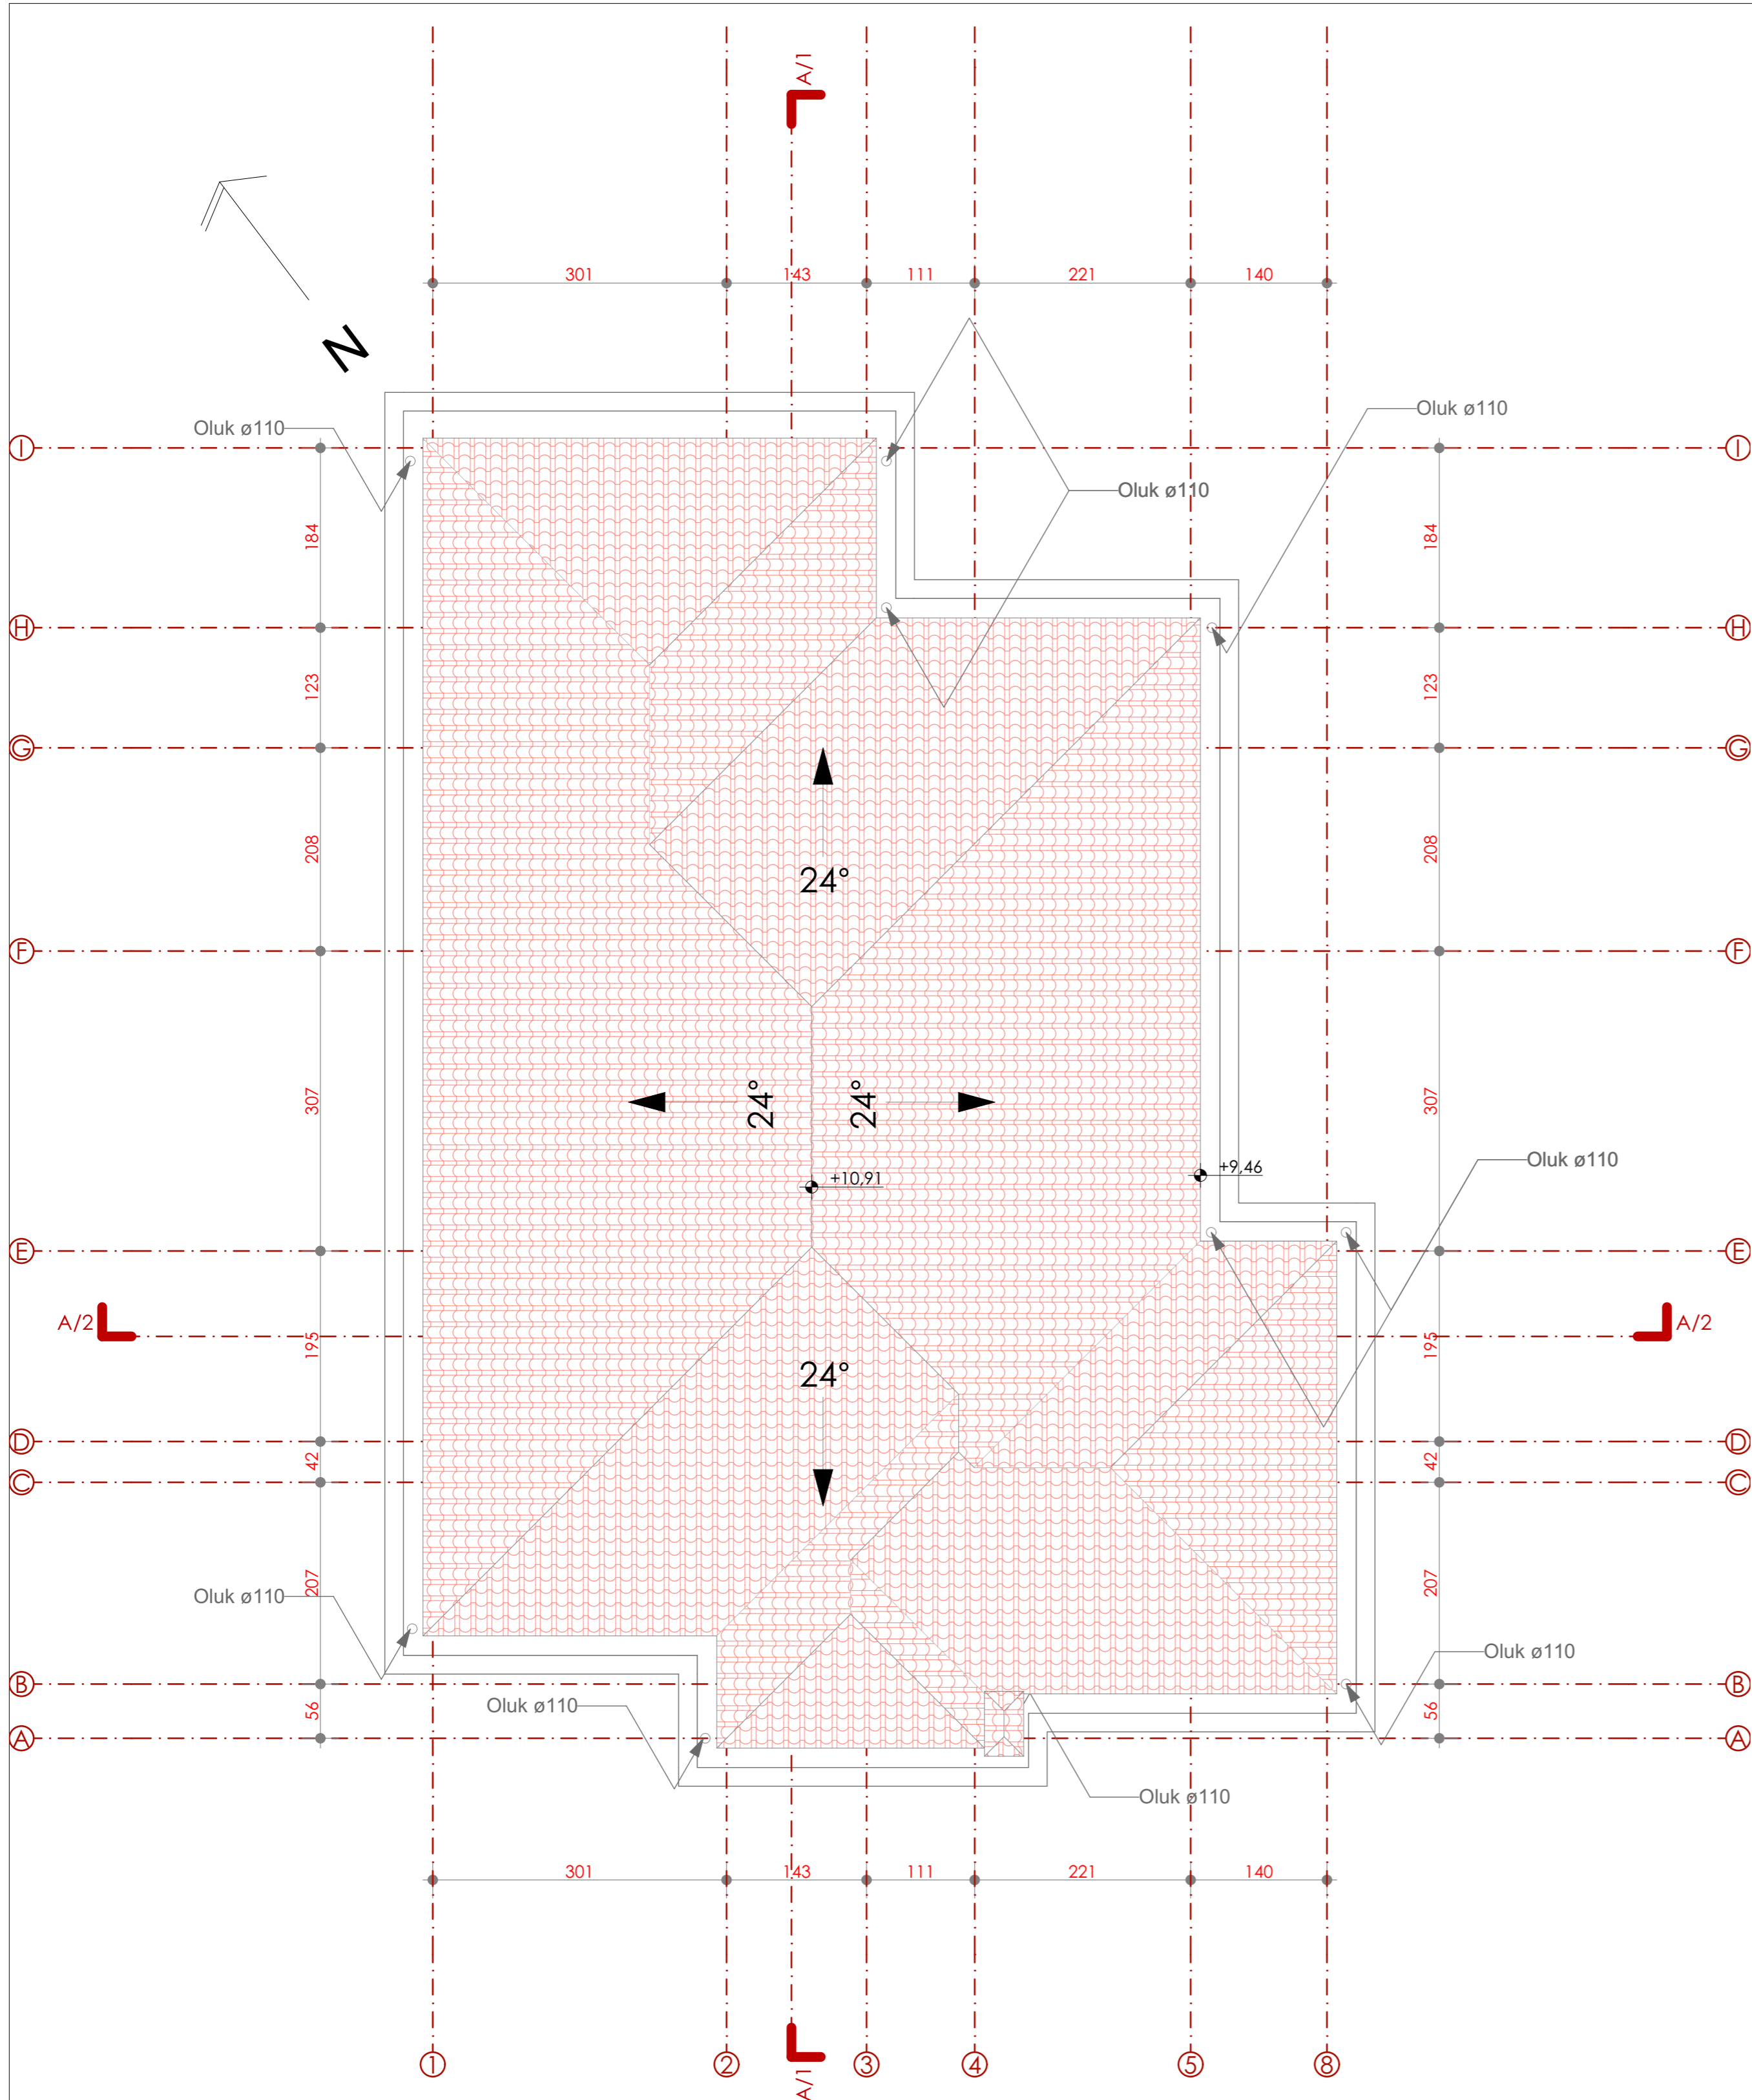 A/1
301 143 111 221 140
N
Oluk ø110
Oluk ø110
I I
Oluk ø110
184 184
H H
123 123
G G
208 208
24°
F F
307 307
24° 24°
Oluk ø110
+9,46
+10,91
E E
A/2 A/2
195 195
24°
D D
42 42
C C
207 207
Oluk ø110
Oluk ø110
B B
Oluk ø110
56 56
A A
Oluk ø110
301 143 111 221 140
1 2 3 4 5 8
A/1